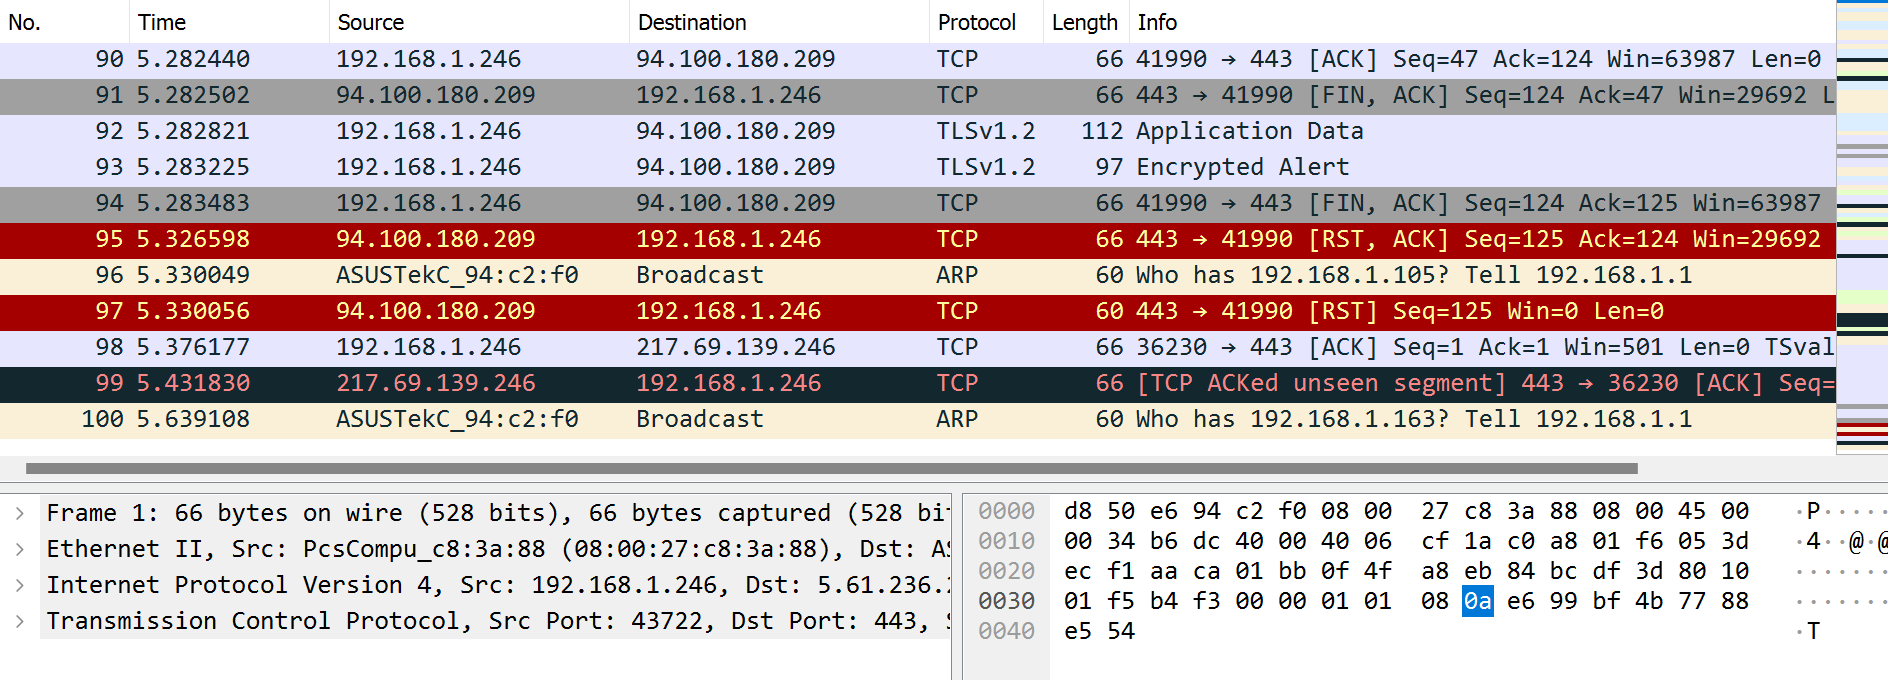 No. Time Source Destination Protocol Length Info
90 5.282440 192.168.1.246 94.100.180.209 TCP 66 41990 → 443 [ACK] Seq=47 Ack=124 Win=63987 Len=0
91 5.282502 94.100.180.209 192.168.1.246 TCP 66 443 → 41990 [FIN, ACK] Seq=124 Ack=47 Win=29692 L
92 5.282821 192.168.1.246 94.100.180.209 TLSv1.2 112 Application Data
93 5.283225 192.168.1.246 94.100.180.209 TLSv1.2 97 Encrypted Alert
94 5.283483 192.168.1.246 94.100.180.209 TCP 66 41990 → 443 [FIN, ACK] Seq=124 Ack=125 Win=63987
95 5.326598 94.100.180.209 192.168.1.246 TCP 66 443 → 41990 [RST, ACK] Seq=125 Ack=124 Win=29692
96 5.330049 ASUSTekC_94:c2:f0 Broadcast ARP 60 Who has 192.168.1.105? Tell 192.168.1.1
97 5.330056 94.100.180.209 192.168.1.246 TCP 60 443 → 41990 [RST] Seq=125 Win=0 Len=0
98 5.376177 192.168.1.246 217.69.139.246 TCP 66 36230 → 443 [ACK] Seq=1 Ack=1 Win=501 Len=0 TSval
99 5.431830 217.69.139.246 192.168.1.246 TCP 66 [TCP ACKed unseen segment] 443 → 36230 [ACK] Seq=
100 5.639108 ASUSTekC_94:c2:f0 Broadcast ARP 60 Who has 192.168.1.163? Tell 192.168.1.1
Frame 1: 66 bytes on wire (528 bits), 66 bytes captured (528 bi
Ethernet II, Src: PcsCompu_c8:3a:88 (08:00:27:c8:3a:88), Dst: AS
Internet Protocol Version 4, Src: 192.168.1.246, Dst: 5.61.236.2
Transmission Control Protocol, Src Port: 43722, Dst Port: 443, S
0000 d8 50 e6 94 c2 f0 08 00 27 c8 3a 88 08 00 45 00 ·P·····
0010 00 34 b6 dc 40 00 40 06 cf 1a c0 a8 01 f6 05 3d ·4··@·@
0020 ec f1 aa ca 01 bb 0f 4f a8 eb 84 bc df 3d 80 10 ·······
0030 01 f5 b4 f3 00 00 01 01 08 0a e6 99 bf 4b 77 88 ·······
0040 e5 54 ·T